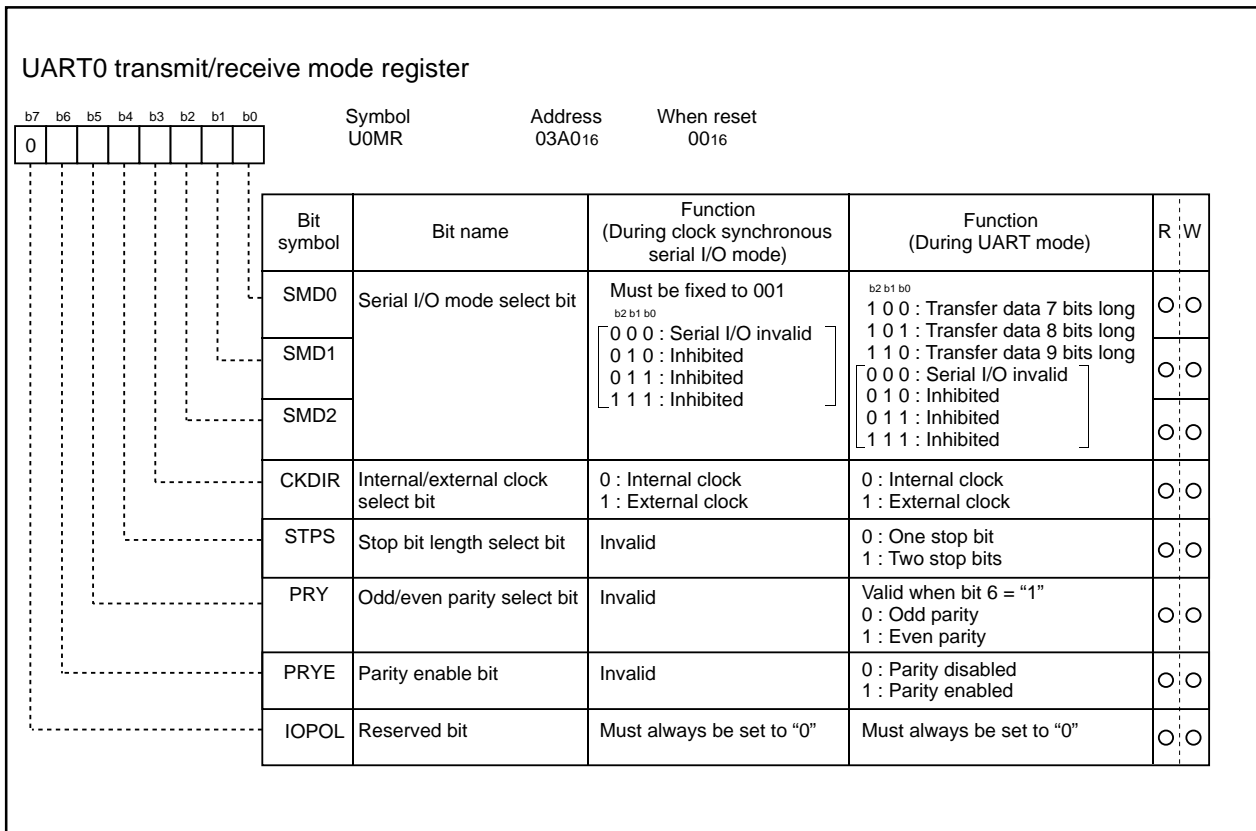 UART0 transmit/receive mode register
b7 b6 b5 b4 b3 b2 b1 b0
0
Symbol Address When reset
U0MR 03A016 0016
Bit symbol
Bit name
Function
(During clock synchronous
serial I/O mode)
Function
(During UART mode)
R W
SMD0
SMD1
SMD2
Serial I/O mode select bit
Must be fixed to 001
b2 b1 b0
0 0 0 : Serial I/O invalid
0 1 0 : Inhibited
0 1 1 : Inhibited
1 1 1 : Inhibited
b2 b1 b0
1 0 0 : Transfer data 7 bits long
1 0 1 : Transfer data 8 bits long
1 1 0 : Transfer data 9 bits long
0 0 0 : Serial I/O invalid
0 1 0 : Inhibited
0 1 1 : Inhibited
1 1 1 : Inhibited
CKDIR
Internal/external clock
select bit
0 : Internal clock
1 : External clock
0 : Internal clock
1 : External clock
STPS
Stop bit length select bit
Invalid
0 : One stop bit
1 : Two stop bits
PRY
Odd/even parity select bit
Invalid
Valid when bit 6 = “1”
0 : Odd parity
1 : Even parity
PRYE
Parity enable bit
Invalid
0 : Parity disabled
1 : Parity enabled
IOPOL
Reserved bit
Must always be set to “0”
Must always be set to “0”